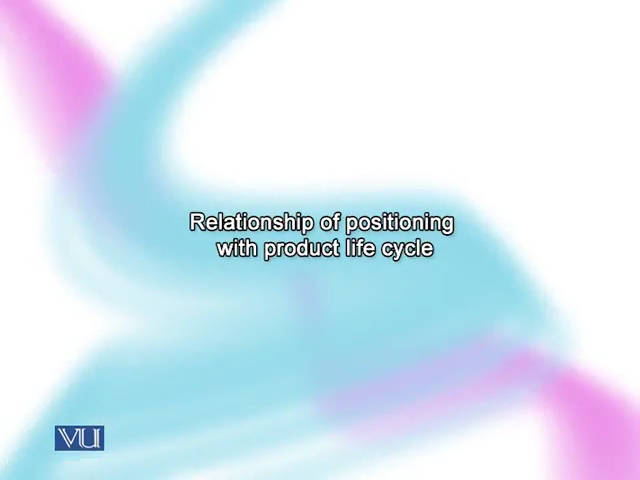 Relationship of positioning
with product life cycle
VU